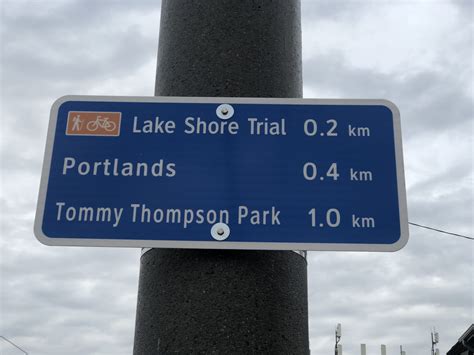 Lake Shore Trial 0.2 km
Portlands 0.4 km
Tommy Thompson Park 1.0 km